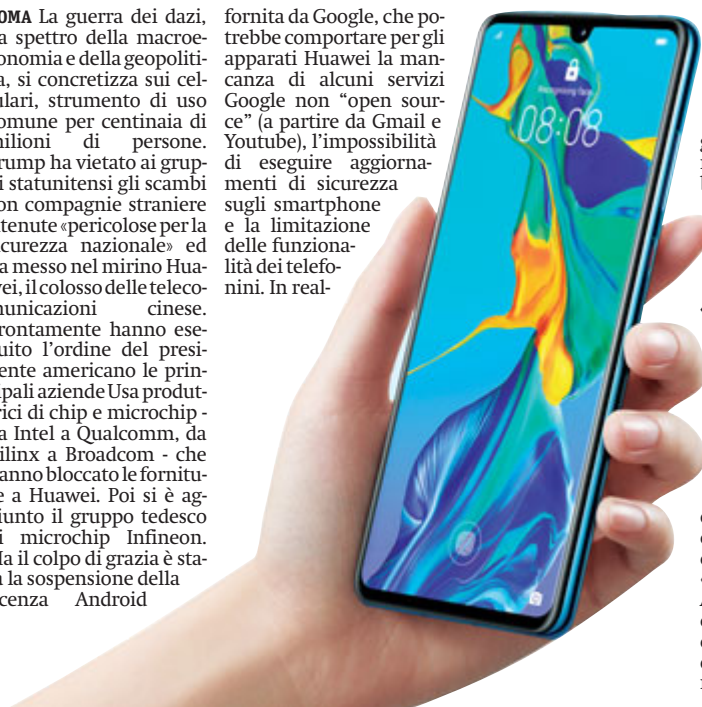 OMA La guerra dei dazi,
a spettro della macroe-
onomia e della geopoliti-
a, si concretizza sui cel-
ulari, strumento di uso
omune per centinaia di
milioni di persone.
rump ha vietato ai grup-
i statunitensi gli scambi
on compagnie straniere
tenute «pericolose per la
icurezza nazionale» ed
a messo nel mirino Hua-
vei, il colosso delle teleco-
municazioni cinese.
rontamente hanno ese-
uito l'ordine del presi-
ente americano le prin-
ipali aziende Usa produt-
rici di chip e microchip -
a Intel a Qualcomm, da
ilinx a Broadcom - che
anno bloccato le fornitu-
e a Huawei. Poi si è ag-
iunto il gruppo tedesco
i microchip Infineon.
Ma il colpo di grazia è sta-
a la sospensione della
cenza Android
fornita da Google, che po-
trebbe comportare per gli
apparati Huawei la man-
canza di alcuni servizi
Google non “open sour-
ce” (a partire da Gmail e
Youtube), l'impossibilità
di eseguire aggiorna-
menti di sicurezza
sugli smartphone
e la limitazione
delle funziona-
lità dei telefo-
nini. In real-
08:08